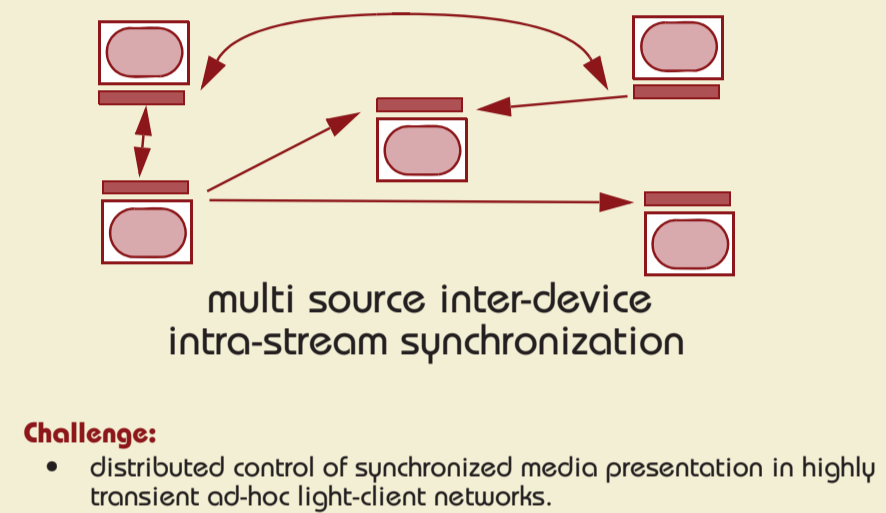 multi source inter-device
intra-stream synchronization
Challenge:
• distributed control of synchronized media presentation in highly
transient ad-hoc light-client networks.